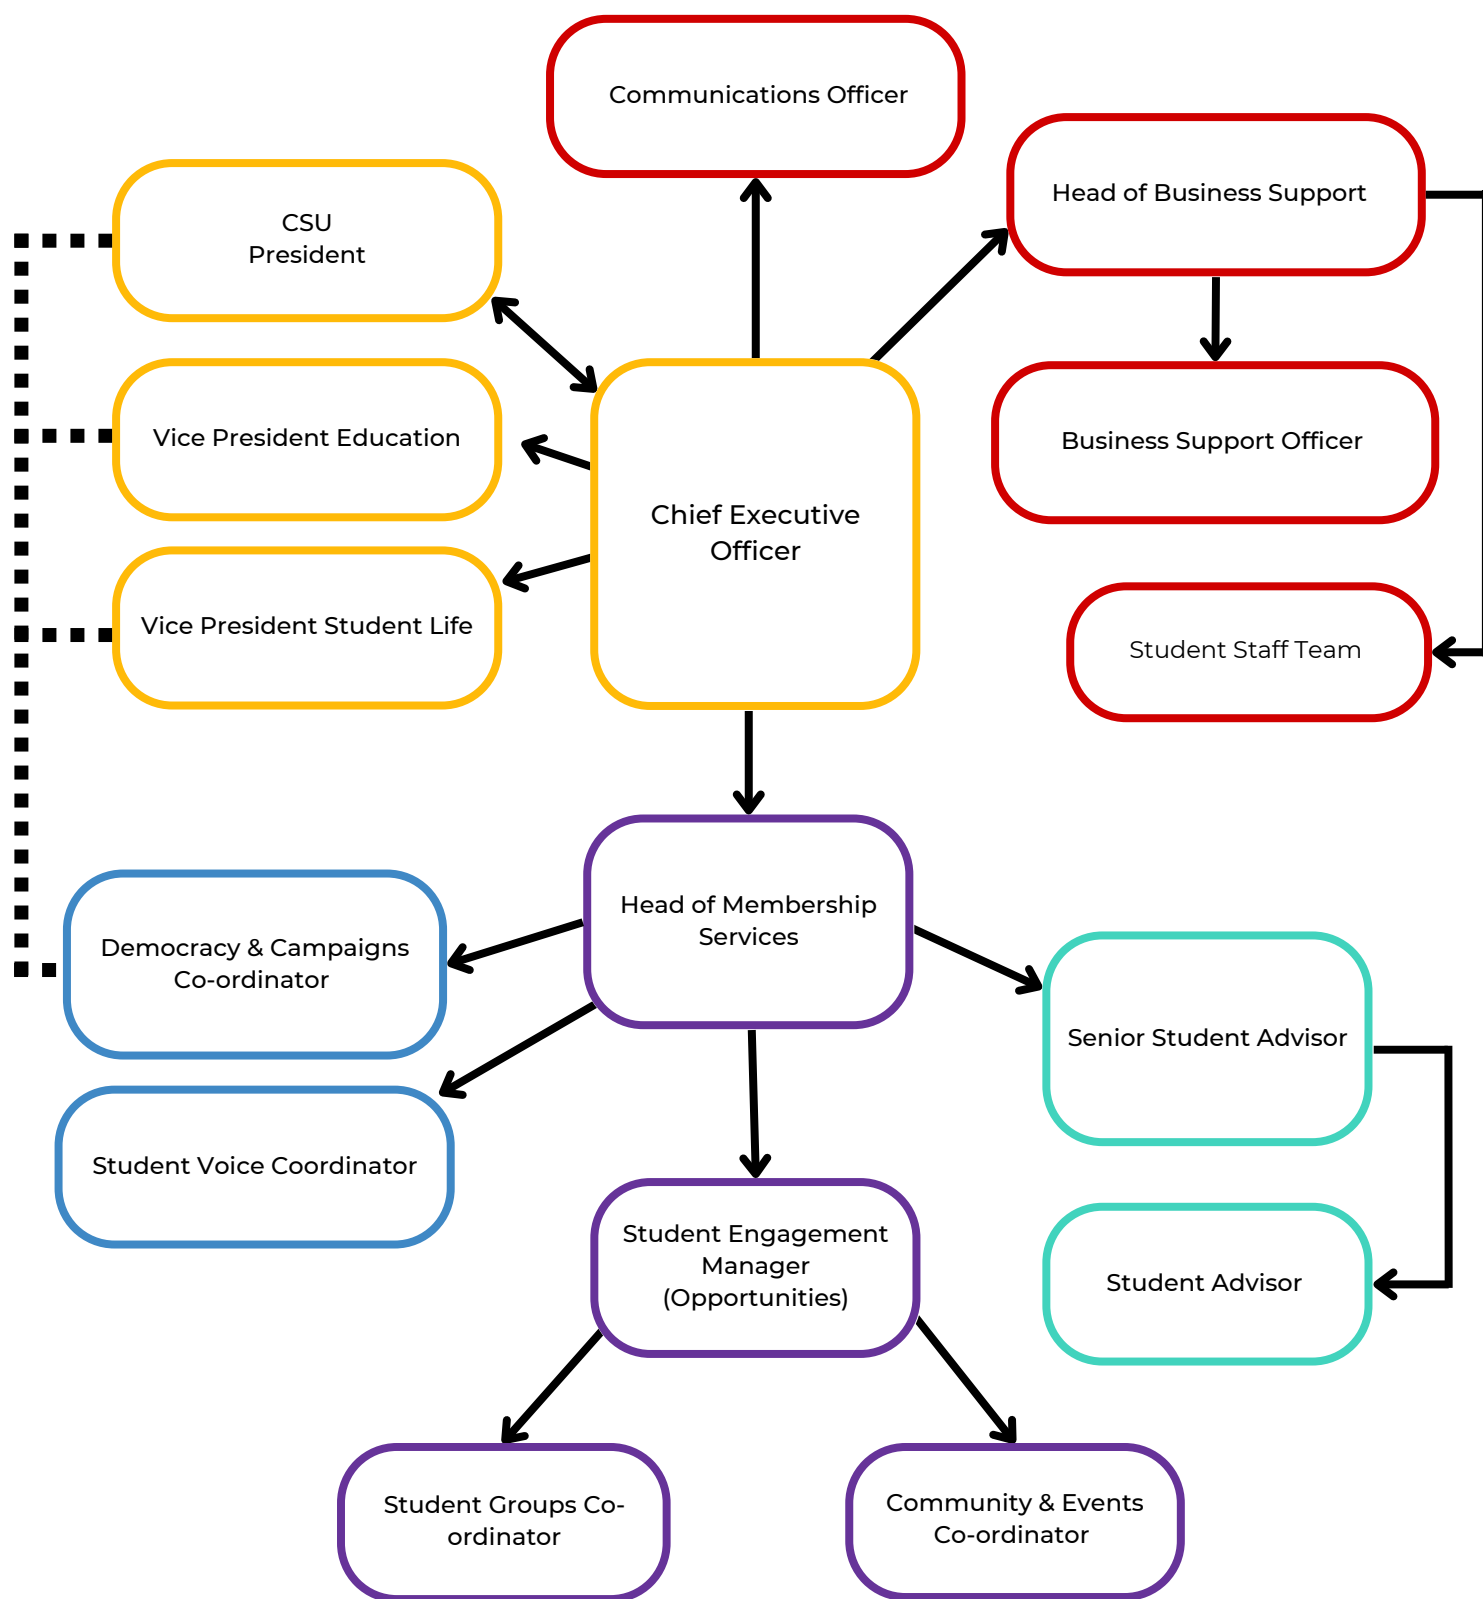 Communications Officer
Head of Business Support
CSU
President
Vice President Education
Business Support Officer
Chief Executive
Officer
Vice President Student Life
Student Staff Team
Head of Membership
Services
Democracy & Campaigns
Co-ordinator
Senior Student Advisor
Student Voice Coordinator
Student Engagement
Manager
(Opportunities)
Student Advisor
Student Groups Co-
ordinator
Community & Events
Co-ordinator